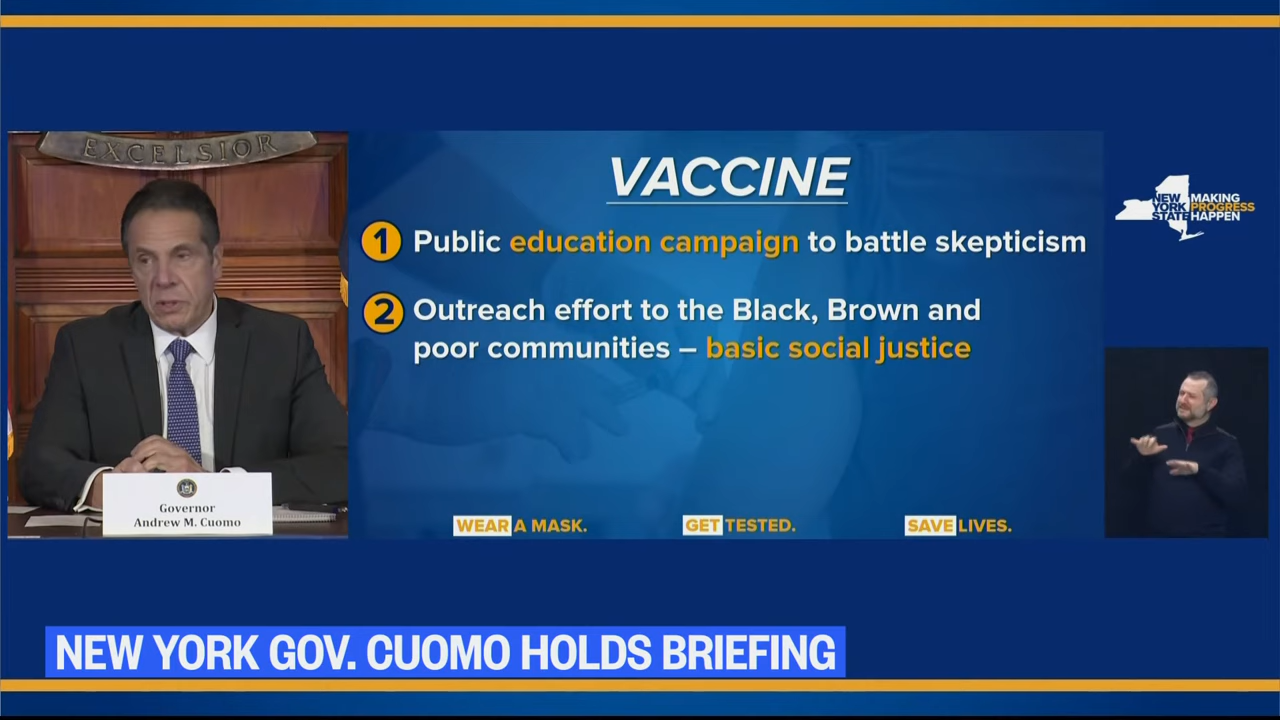 EXCELSIOR
VACCINE
1 Public education campaign to battle skepticism
2 Outreach effort to the Black, Brown and
poor communities – basic social justice
WEAR A MASK.
GET TESTED.
SAVE LIVES.
NEW
YORK
STATE
MAKING
PROGRESS
HAPPEN
Governor
Andrew M. Cuomo
NEW YORK GOV. CUOMO HOLDS BRIEFING